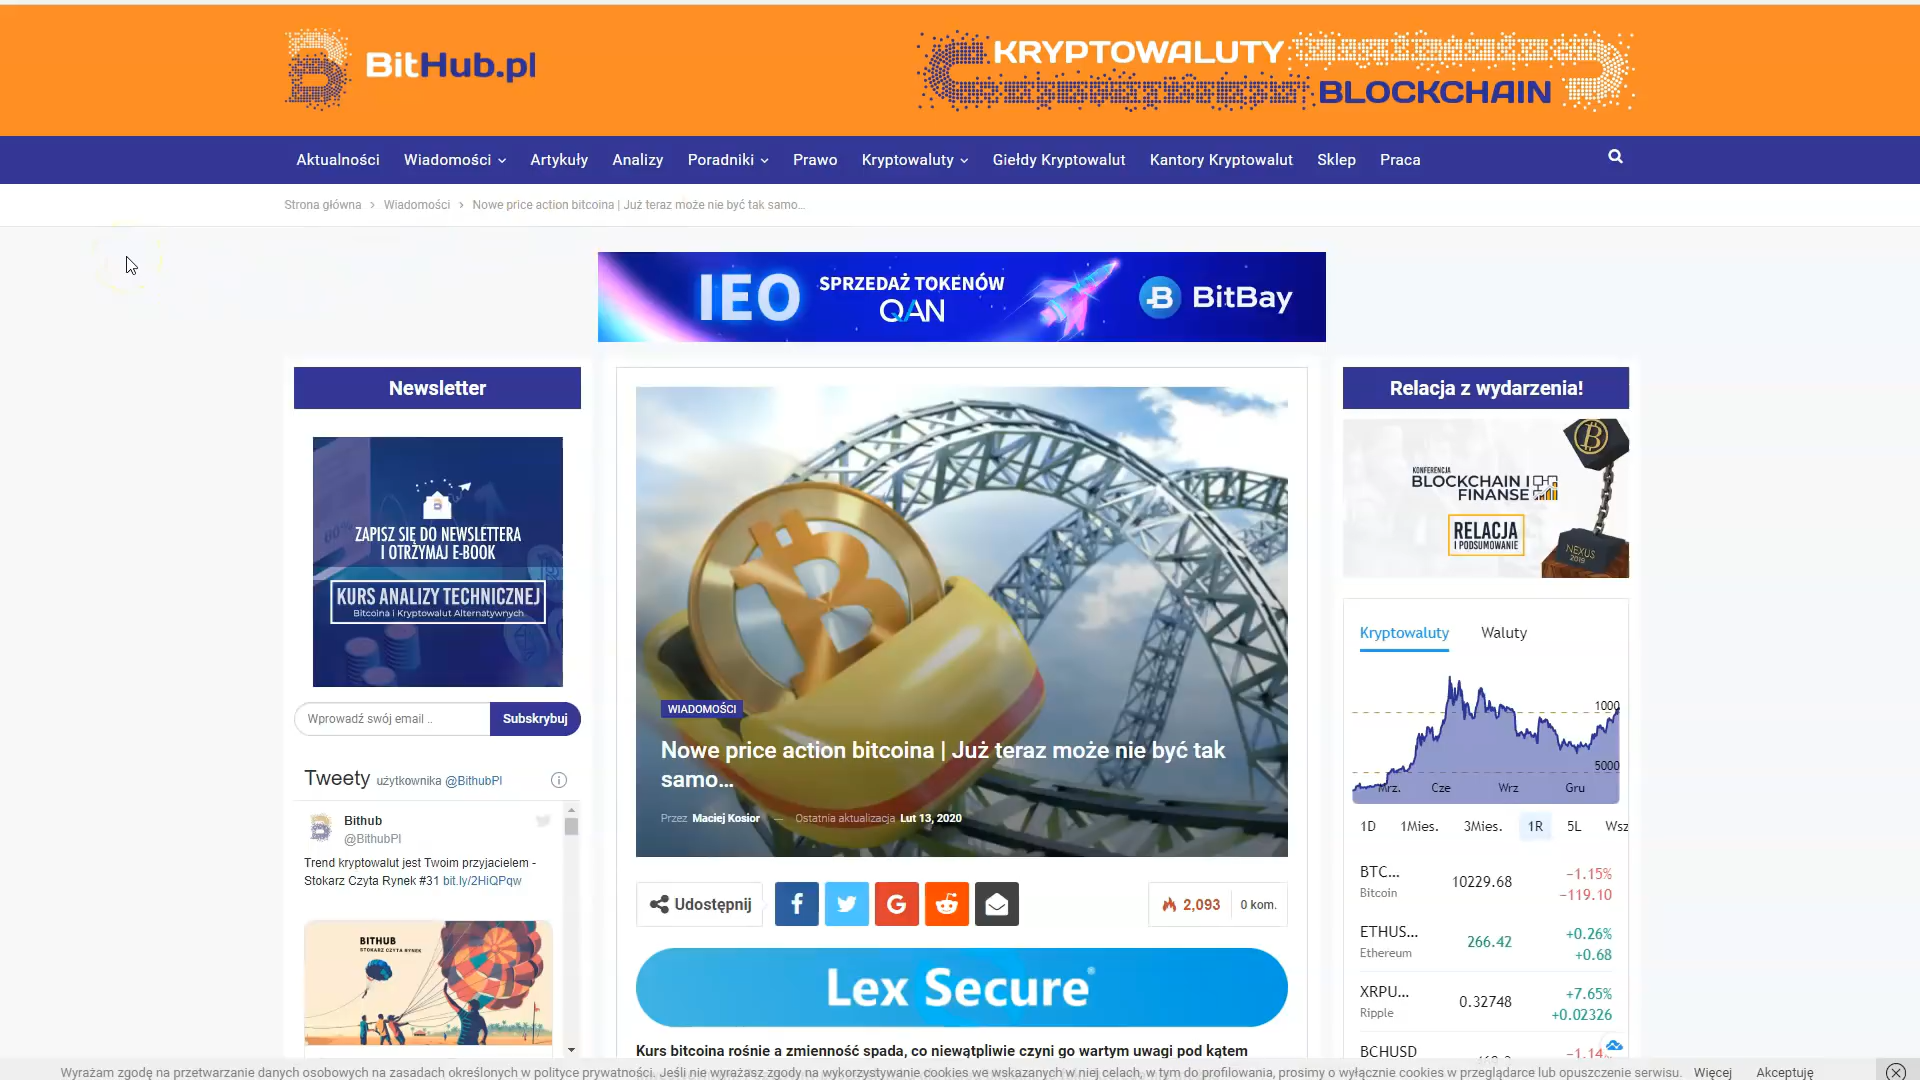 BitHub.pl
KRYPTOWALUTY
BLOCKCHAIN
Aktualności Wiadomości Artykuły Analizy Poradniki Prawo Kryptowaluty Giełdy Kryptowalut Kantory Kryptowalut Sklep Praca
Strona główna > Wiadomości > Nowe price action bitcoina | Już teraz może nie być tak samo...
IEO
SPRZEDAŻ TOKENÓW
QAN
BitBay
Newsletter
ZAPISZ SIĘ DO NEWSLETTERA
I OTRZYMAJ E-BOOK
KURS ANALIZY TECHNICZNEJ
Bitcoina i Kryptowalut Alternatywnych
Wprowadź swój email ..
Subskrybuj
Tweety użytkownika @BithubPl
Bithub
@BithubPl
Trend kryptowalut jest Twoim przyjacielem -
Stokarz Czyta Rynek #31 bit.ly/2HiQPqw
BITHUB
STOKARZ CZYTA RYNEK
WIADOMOŚCI
Nowe price action bitcoina | Już teraz może nie być tak
samo...
Przez Maciej Kosior — Ostatnia aktualizacja Lut 13, 2020
Udostępnij
2,093
0 kom.
Lex Secure®
Kurs bitcoina rośnie a zmienność spada, co niewątpliwie czyni go wartym uwagi pod kątem
Relacja z wydarzenia!
KONFERENCJA
BLOCKCHAIN I
FINANSE
RELACJA
I PODSUMOWANIE
NEXUS
2019
Kryptowaluty Waluty
1000
5000
Mrz. Cze Wrz Gru
1D 1Mies. 3Mies. 1R 5L Wsz
BTC... 10229.68 −1.15%
Bitcoin −119.10
ETHUS... 266.42 +0.26%
Ethereum +0.68
XRPU... 0.32748 +7.65%
Ripple +0.02326
BCHUSD −1.14
Wyrażam zgodę na przetwarzanie danych osobowych na zasadach określonych w polityce prywatności. Jeśli nie wyrażasz zgody na wykorzystywanie cookies we wskazanych w niej celach, w tym do profilowania, prosimy o wyłącznie cookies w przeglądarce lub opuszczenie serwisu. Więcej Akceptuję